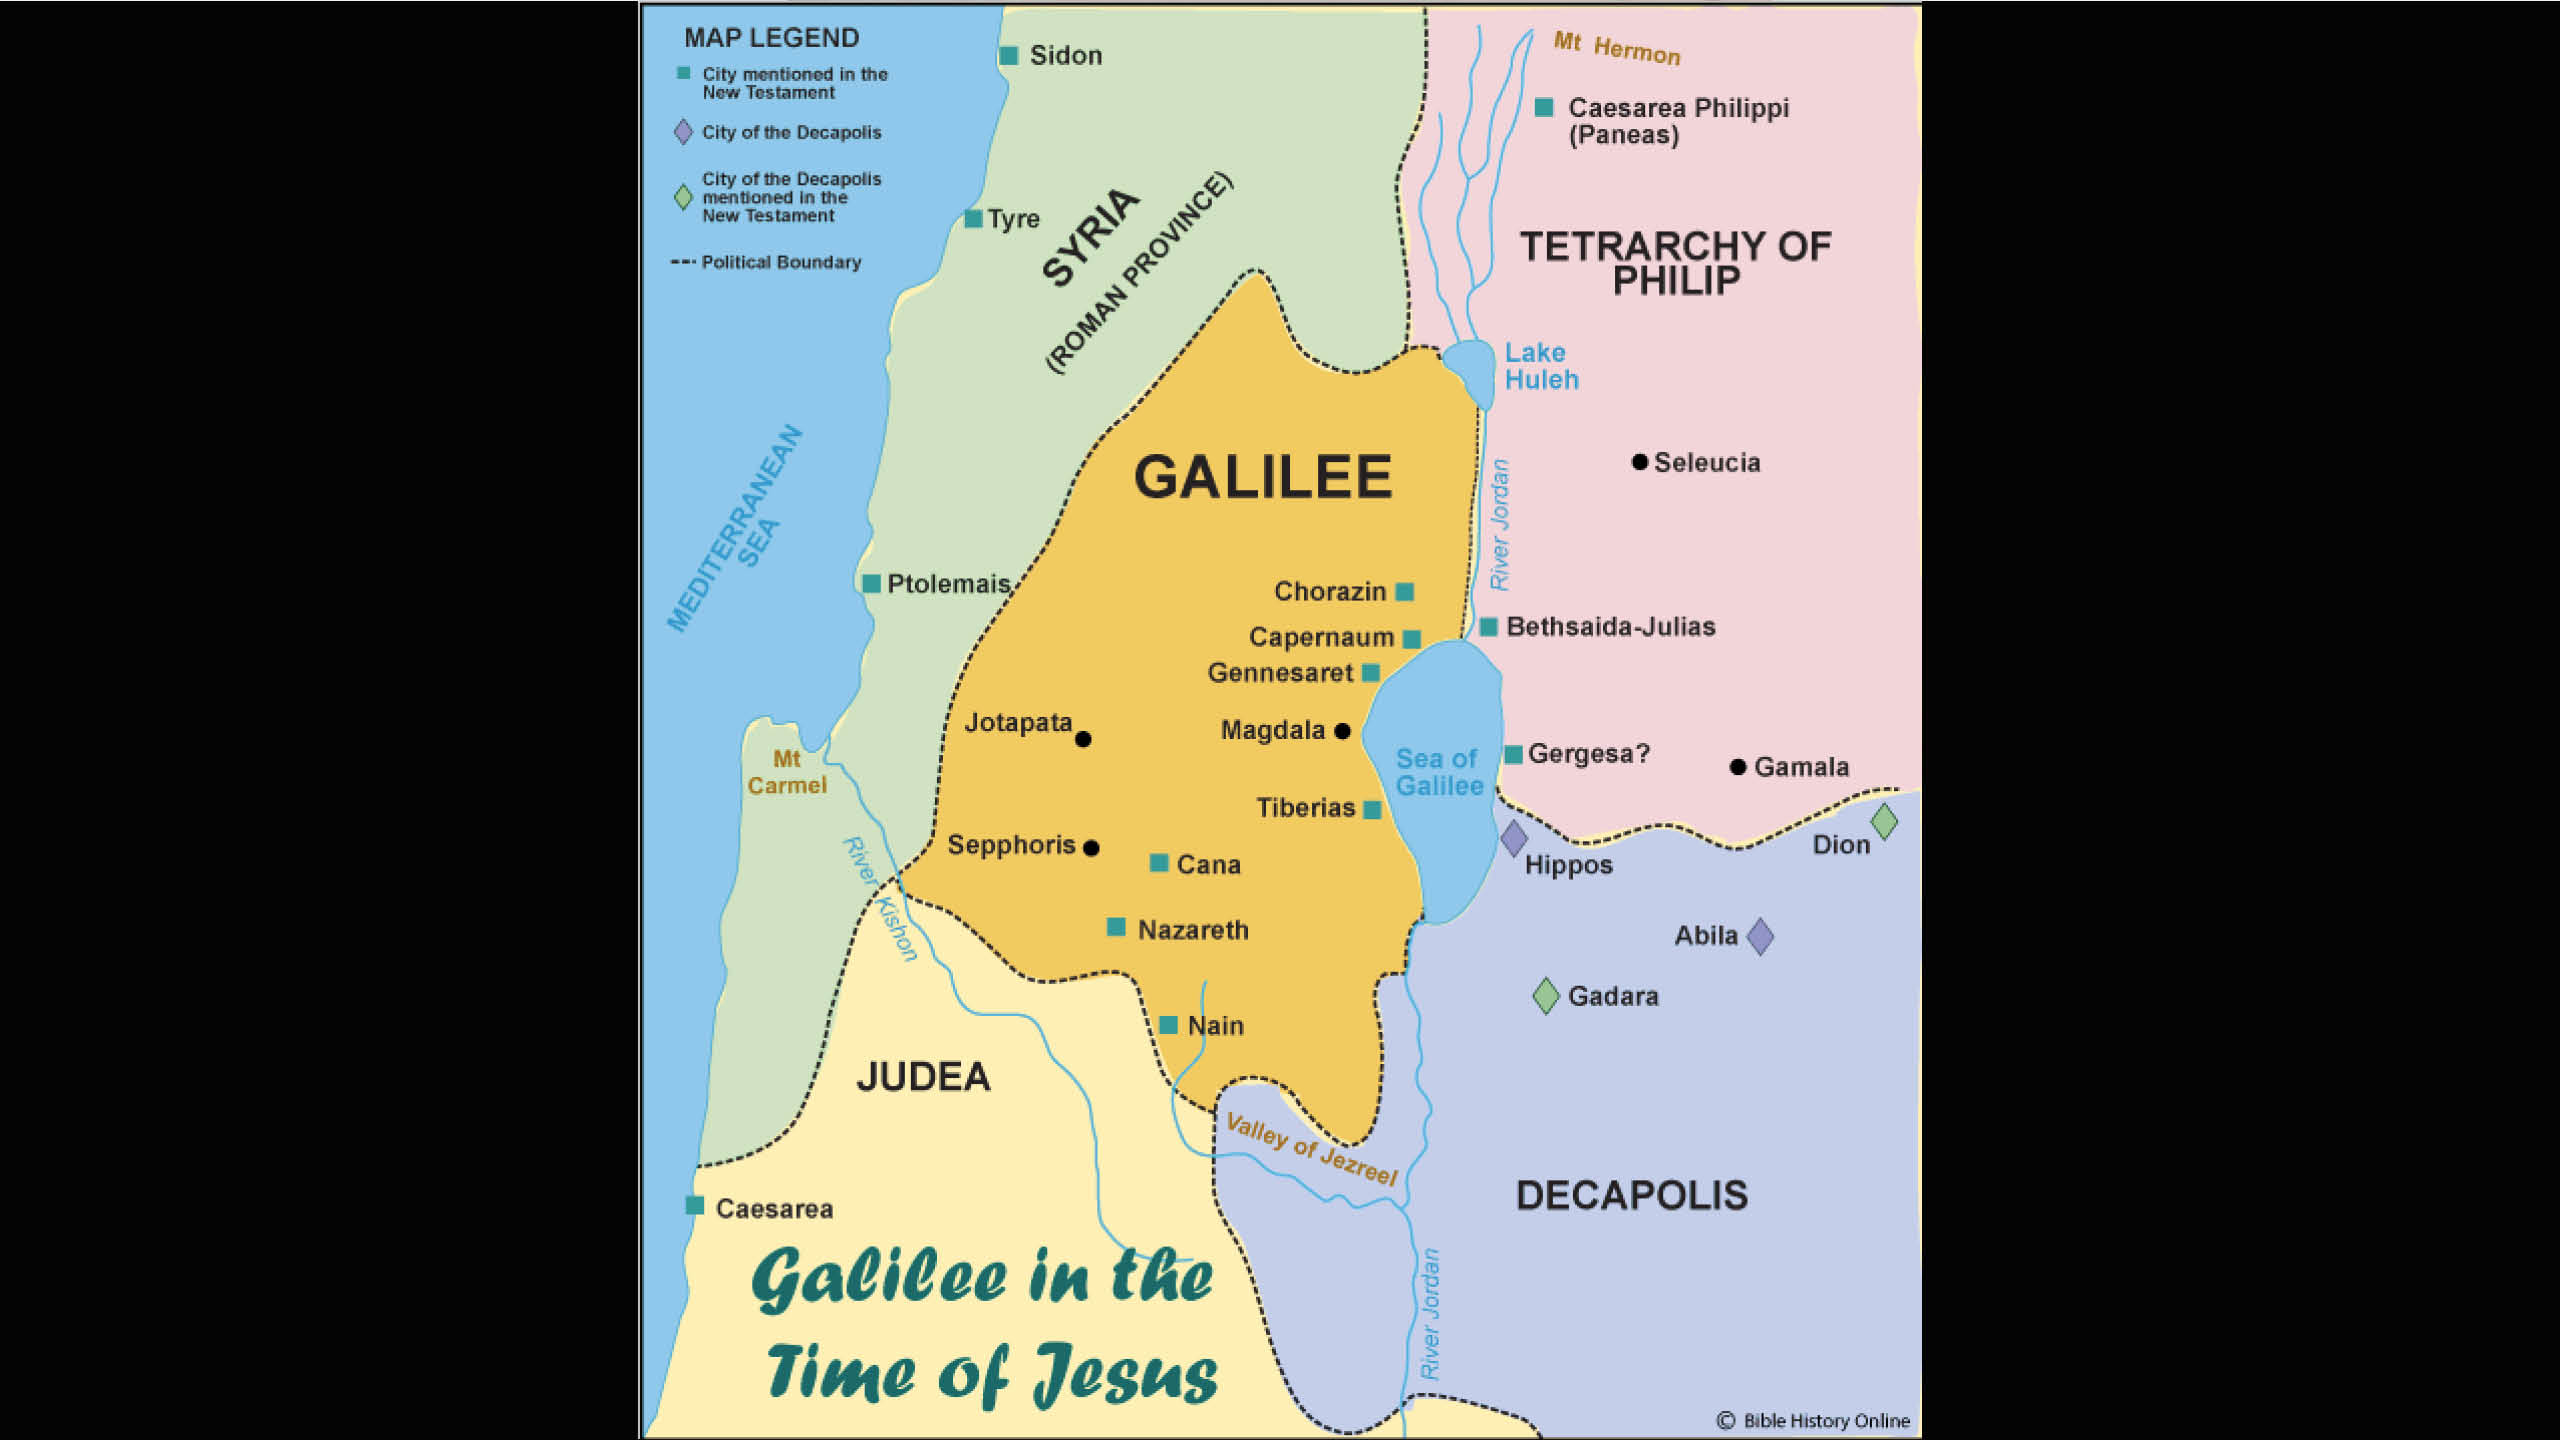 MAP LEGEND
City mentioned in the
New Testament
City of the Decapolis
City of the Decapolis
mentioned in the
New Testament
Political Boundary
Sidon
Mt Hermon
Caesarea Philippi
(Paneas)
Tyre
SYRIA
(ROMAN PROVINCE)
TETRARCHY OF
PHILIP
Lake
Huleh
MEDITERRANEAN
SEA
GALILEE
Seleucia
River Jordan
Ptolemais
Chorazin
Capernaum
Bethsaida-Julias
Gennesaret
Jotapata
Magdala
Mt
Carmel
Sea of
Galilee
Gergesa?
Gamala
Tiberias
Sepphoris
Cana
Hippos
Dion
River Kishon
Nazareth
Abila
Gadara
Nain
JUDEA
Valley of Jezreel
DECAPOLIS
Caesarea
River Jordan
Galilee in the
Time of Jesus
© Bible History Online